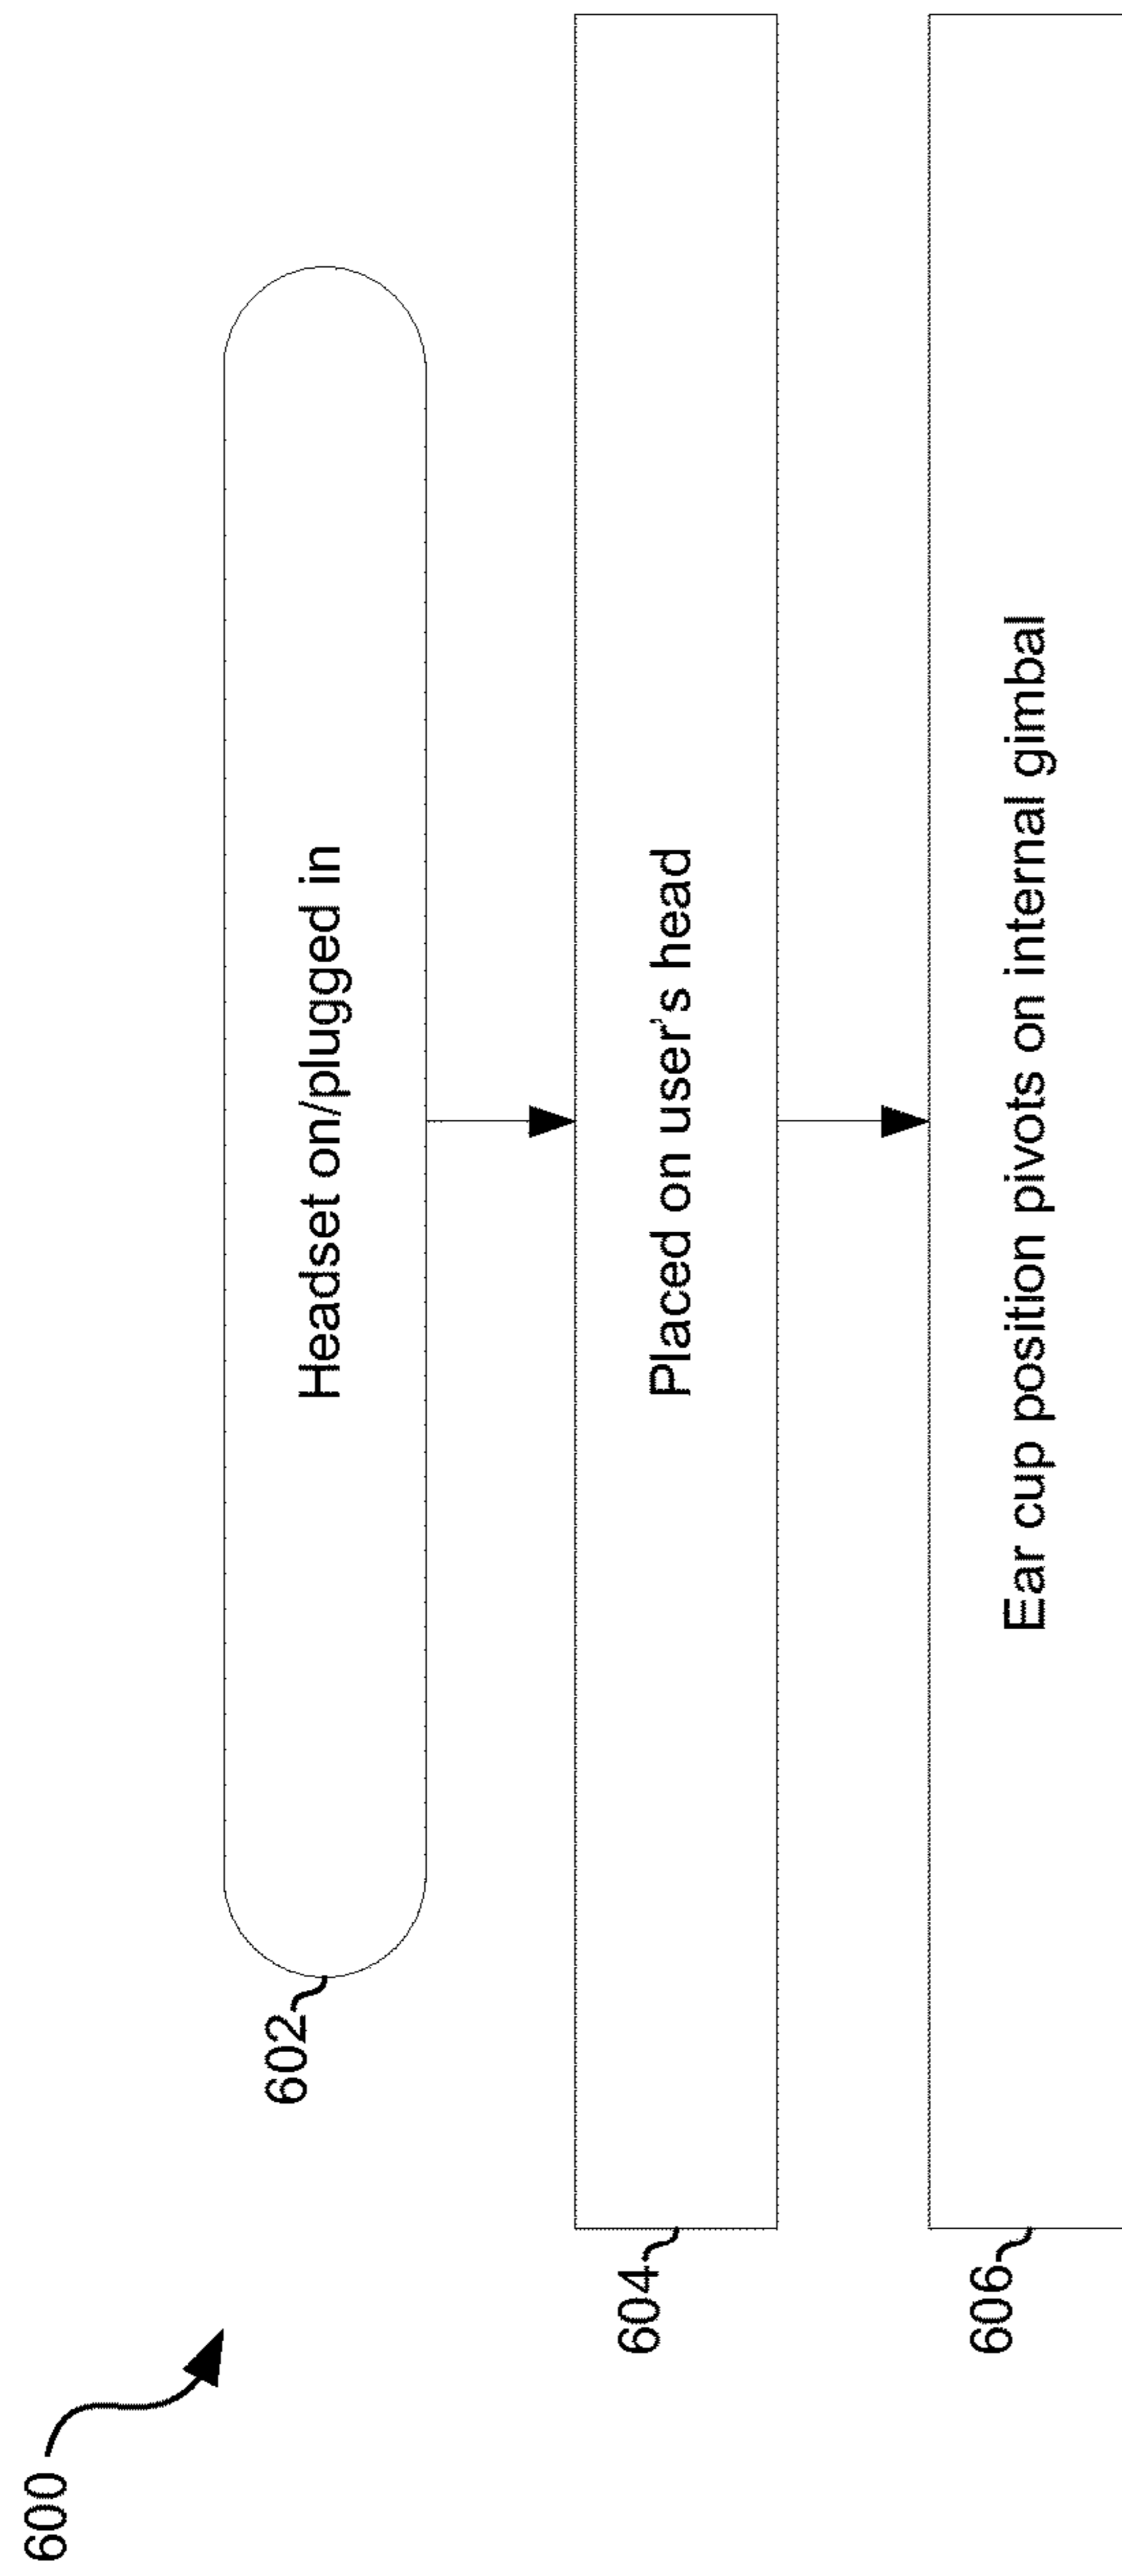 600
602
Headset on/plugged in
604
Placed on user's head
606
Ear cup position pivots on internal gimbal